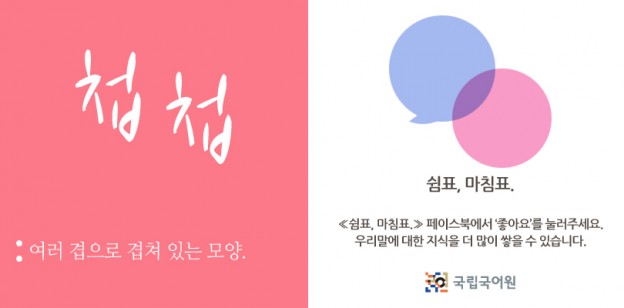 첩첩
: 여러 겹으로 겹쳐 있는 모양.
쉼표, 마침표.
≪쉼표, 마침표.≫ 페이스북에서 '좋아요'를 눌러주세요.
우리말에 대한 지식을 더 많이 쌓을 수 있습니다.
국립국어원